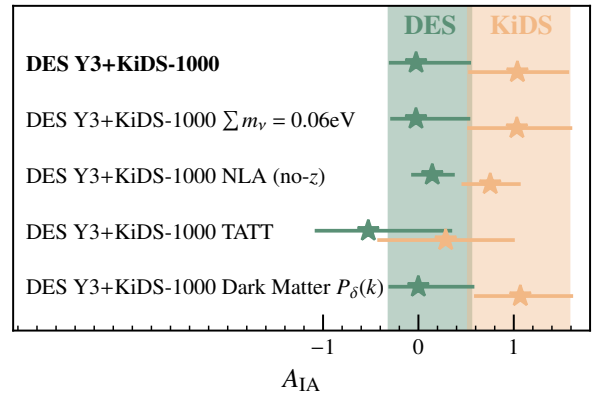 DES KiDS
DES Y3+KiDS-1000
DES Y3+KiDS-1000 ∑ m_ν = 0.06eV
DES Y3+KiDS-1000 NLA (no-z)
DES Y3+KiDS-1000 TATT
DES Y3+KiDS-1000 Dark Matter P_δ(k)
−1 0 1
A_IA